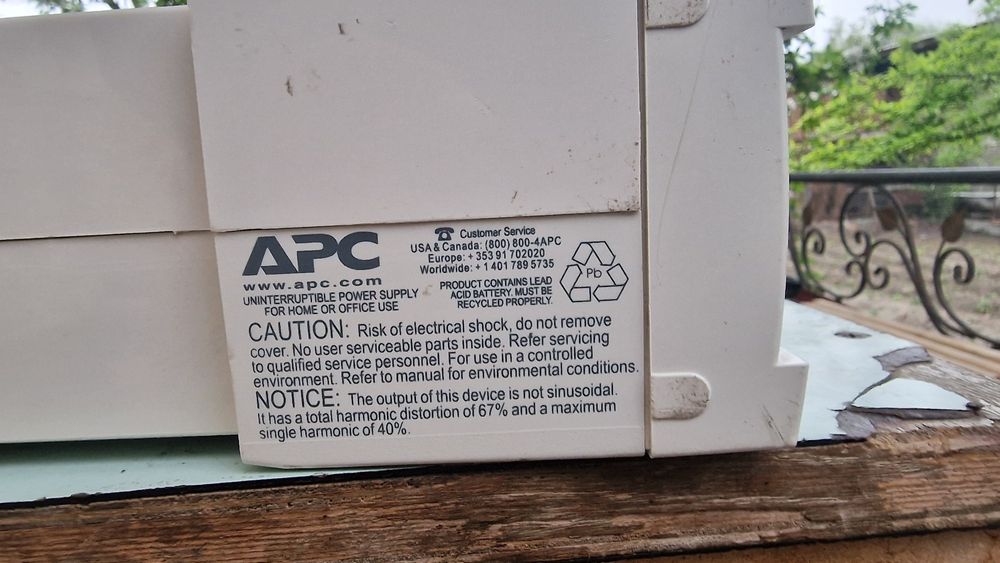 APC
www.apc.com
UNINTERRUPTIBLE POWER SUPPLY
FOR HOME OR OFFICE USE
Customer Service
USA & Canada: (800) 800-4APC
Europe: + 353 91 702020
Worldwide: + 1 401 789 5735
PRODUCT CONTAINS LEAD
ACID BATTERY. MUST BE
RECYCLED PROPERLY.
Pb
CAUTION: Risk of electrical shock, do not remove
cover. No user serviceable parts inside. Refer servicing
to qualified service personnel. For use in a controlled
environment. Refer to manual for environmental conditions.
NOTICE: The output of this device is not sinusoidal.
It has a total harmonic distortion of 67% and a maximum
single harmonic of 40%.